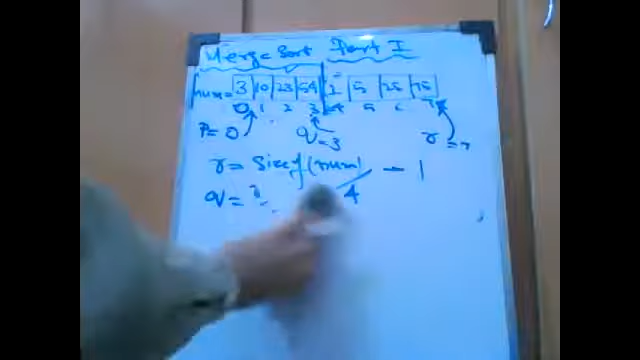 Merge Sort Part I
num= 3 10 23 54 1 5 25 75
0 1 2 3 4 5 6 7
P=0 q=3 r=7
r= sizeof(num) / 4 - 1
q= ?